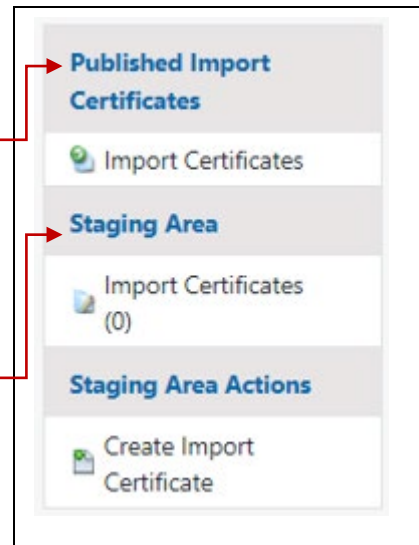 Published Import
Certificates
Import Certificates
Staging Area
Import Certificates
(0)
Staging Area Actions
Create Import
Certificate